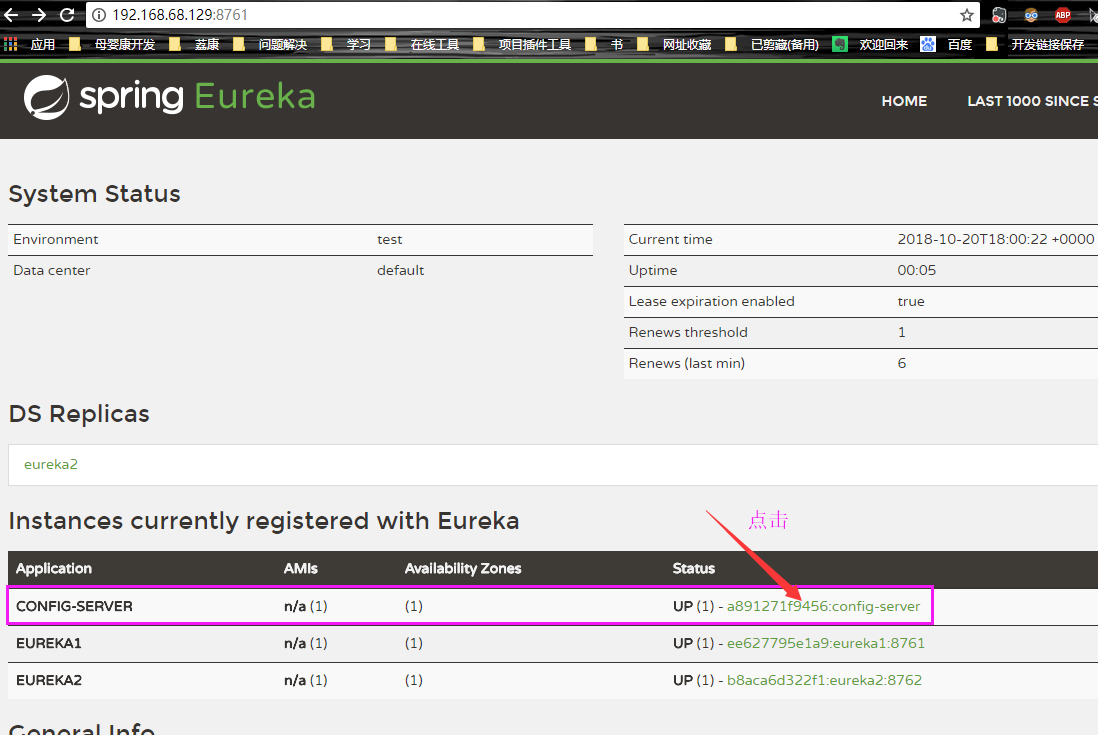 192.168.68.129:8761
ABP
应用 母婴康开发 荟康 问题解决 学习 在线工具 项目插件工具 书 网址收藏 已剪藏(备用) 欢迎回来 百度 开发链接保存
spring Eureka
HOME LAST 1000 SINCE S
System Status
Environment test
Data center default
Current time 2018-10-20T18:00:22 +0000
Uptime 00:05
Lease expiration enabled true
Renews threshold 1
Renews (last min) 6
DS Replicas
eureka2
Instances currently registered with Eureka
点击
Application AMIs Availability Zones Status
CONFIG-SERVER n/a (1) (1) UP (1) - a891271f9456:config-server
EUREKA1 n/a (1) (1) UP (1) - ee627795e1a9:eureka1:8761
EUREKA2 n/a (1) (1) UP (1) - b8aca6d322f1:eureka2:8762
General Info